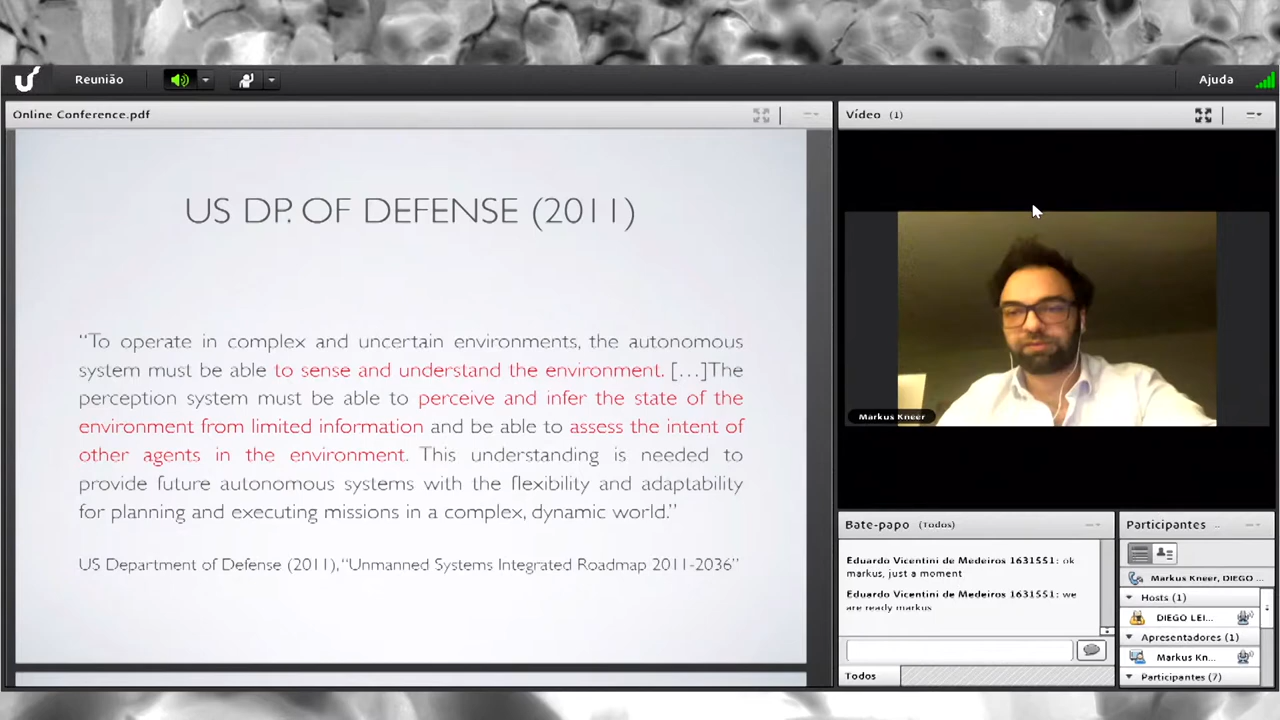 Reunião
Ajuda
Online Conference.pdf
US DP. OF DEFENSE (2011)
“To operate in complex and uncertain environments, the autonomous
system must be able to sense and understand the environment. […]The
perception system must be able to perceive and infer the state of the
environment from limited information and be able to assess the intent of
other agents in the environment. This understanding is needed to
provide future autonomous systems with the flexibility and adaptability
for planning and executing missions in a complex, dynamic world.”
US Department of Defense (2011), “Unmanned Systems Integrated Roadmap 2011-2036”
Vídeo (1)
Markus Kneer
Bate-papo (Todos)
Eduardo Vicentini de Medeiros 1631551: ok
markus, just a moment
Eduardo Vicentini de Medeiros 1631551: we
are ready markus
Todos
Participantes ..
Markus Kneer, DIEGO ...
Hosts (1)
DIEGO LEI...
Apresentadores (1)
Markus Kn...
Participantes (7)